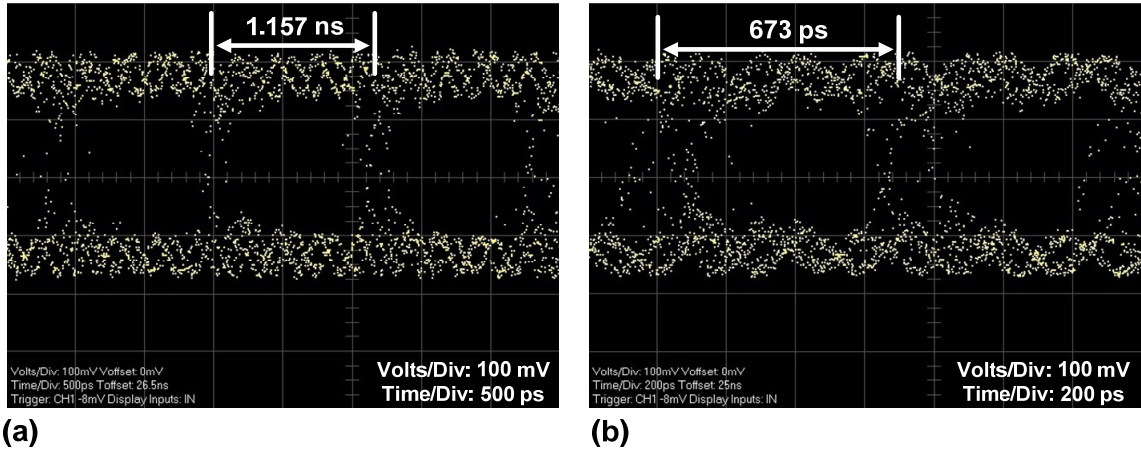 1.157 ns
Volts/Div: 100mV Voffset: 0mV
Time/Div: 500ps Toffset: 26.5ns
Trigger: CH1 -8mV Display Inputs: IN
Volts/Div: 100 mV
Time/Div: 500 ps
(a)
673 ps
Volts/Div: 100mV Voffset: 0mV
Time/Div: 200ps Toffset: 25ns
Trigger: CH1 -8mV Display Inputs: IN
Volts/Div: 100 mV
Time/Div: 200 ps
(b)